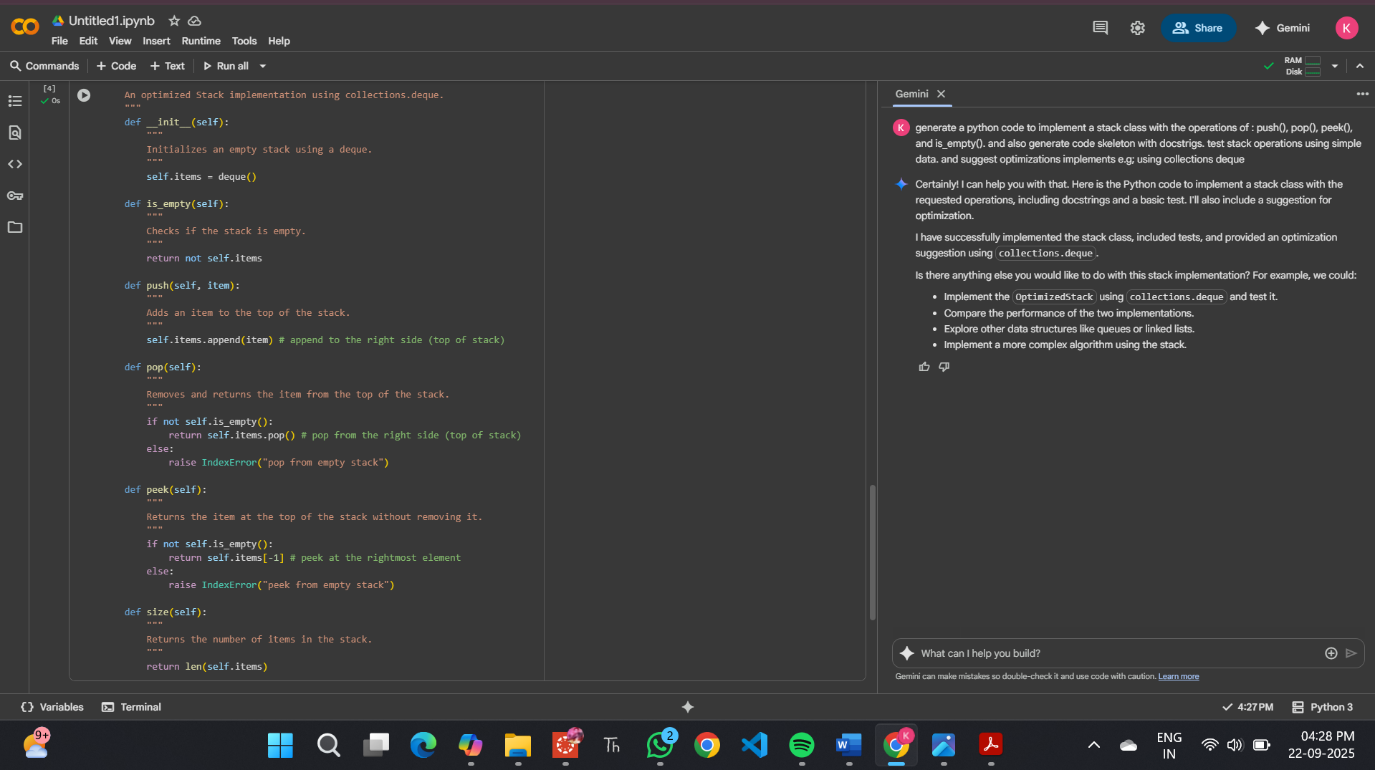 Untitled1.ipynb
File Edit View Insert Runtime Tools Help
Share
Gemini
K
Commands + Code + Text Run all
RAM
Disk
[4]
0s
An optimized Stack implementation using collections.deque.
"""
def __init__(self):
"""
Initializes an empty stack using a deque.
"""
self.items = deque()
def is_empty(self):
"""
Checks if the stack is empty.
"""
return not self.items
def push(self, item):
"""
Adds an item to the top of the stack.
"""
self.items.append(item) # append to the right side (top of stack)
def pop(self):
"""
Removes and returns the item from the top of the stack.
"""
if not self.is_empty():
return self.items.pop() # pop from the right side (top of stack)
else:
raise IndexError("pop from empty stack")
def peek(self):
"""
Returns the item at the top of the stack without removing it.
"""
if not self.is_empty():
return self.items[-1] # peek at the rightmost element
else:
raise IndexError("peek from empty stack")
def size(self):
"""
Returns the number of items in the stack.
"""
return len(self.items)
Gemini
K
generate a python code to implement a stack class with the operations of : push(), pop(), peek(),
and is_empty(). and also generate code skeleton with docstrigs. test stack operations using simple
data. and suggest optimizations implements e.g; using collections deque
Certainly! I can help you with that. Here is the Python code to implement a stack class with the
requested operations, including docstrings and a basic test. I'll also include a suggestion for
optimization.
I have successfully implemented the stack class, included tests, and provided an optimization
suggestion using collections.deque.
Is there anything else you would like to do with this stack implementation? For example, we could:
• Implement the OptimizedStack using collections.deque and test it.
• Compare the performance of the two implementations.
• Explore other data structures like queues or linked lists.
• Implement a more complex algorithm using the stack.
What can I help you build?
Gemini can make mistakes so double-check it and use code with caution. Learn more
Variables Terminal
4:27 PM Python 3
9+
Th
2
K
ENG
IN
04:28 PM
22-09-2025